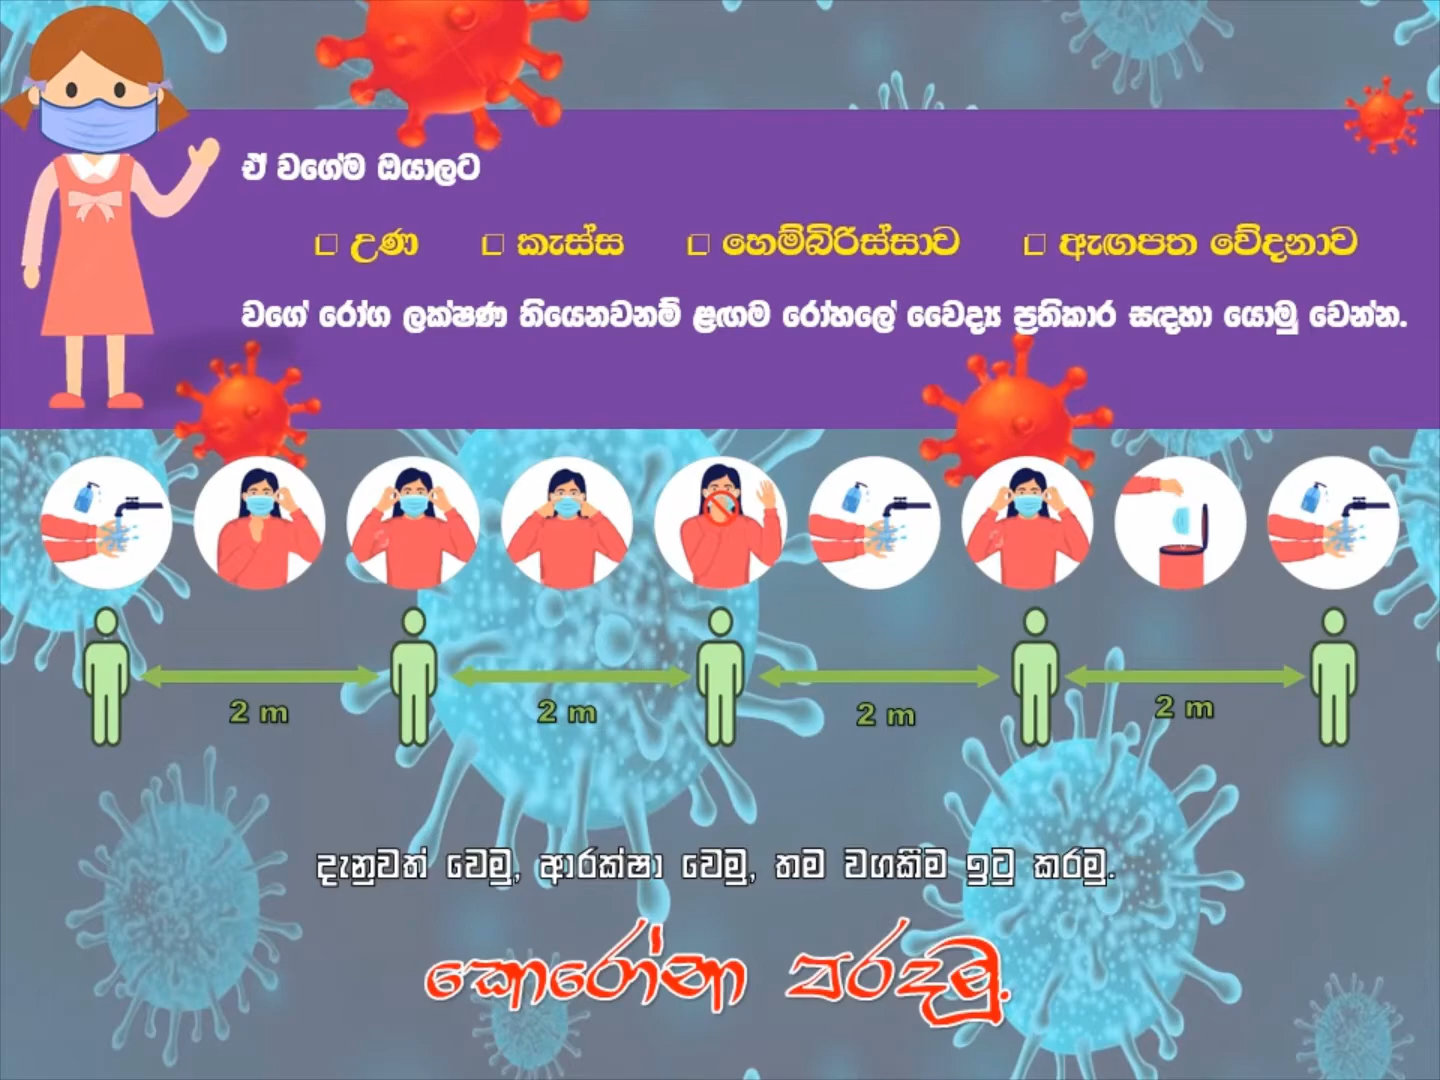 ඒ වගේම ඔයාලට
□ උණ □ කැස්ස □ හෙම්බිරිස්සාව □ ඇඟපත වේදනාව
වගේ රෝග ලක්ෂණ තියෙනවනම් ළඟම රෝහලේ වෛද්‍ය ප්‍රතිකාර සඳහා යොමු වෙන්න.
2 m 2 m 2 m 2 m
දැනුවත් වෙමු, ආරක්ෂා වෙමු, තම වගකීම ඉටු කරමු.
කොරෝනා පරදමු.